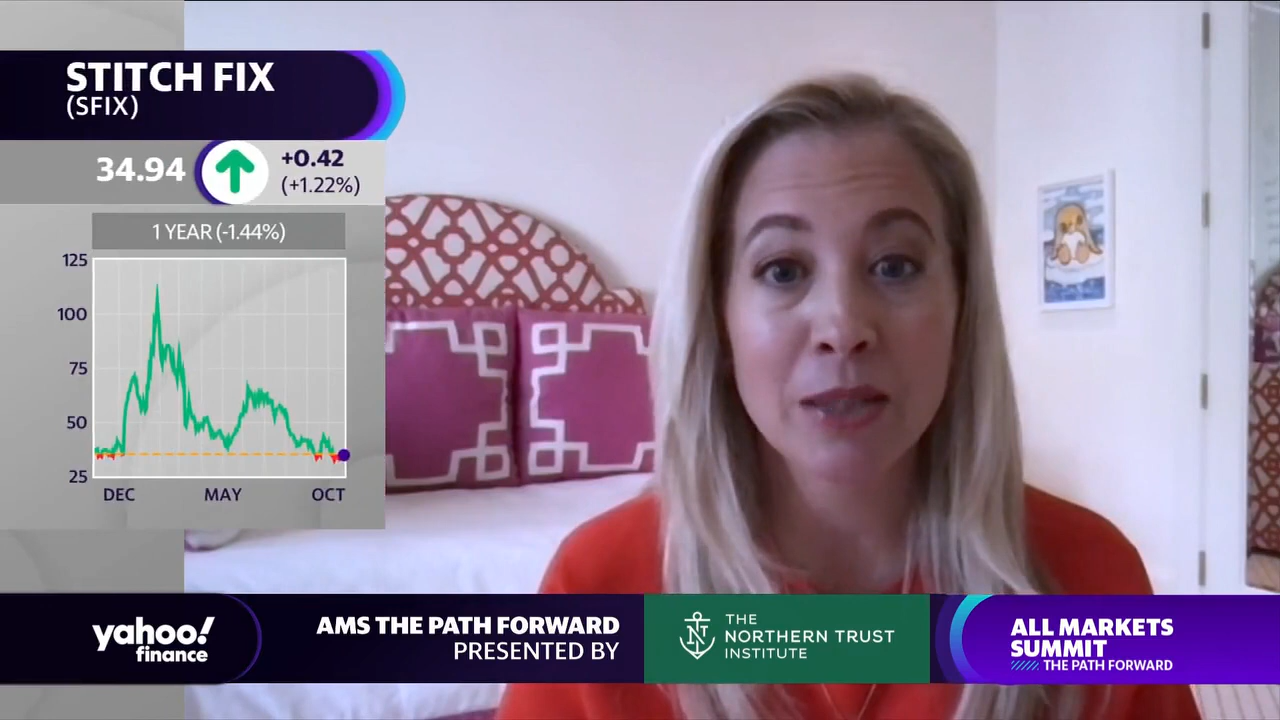 STITCH FIX
(SFIX)
34.94
+0.42
(+1.22%)
1 YEAR (-1.44%)
125
100
75
50
25
DEC MAY OCT
yahoo!
finance
AMS THE PATH FORWARD
PRESENTED BY
THE
NORTHERN TRUST
INSTITUTE
ALL MARKETS
SUMMIT
THE PATH FORWARD